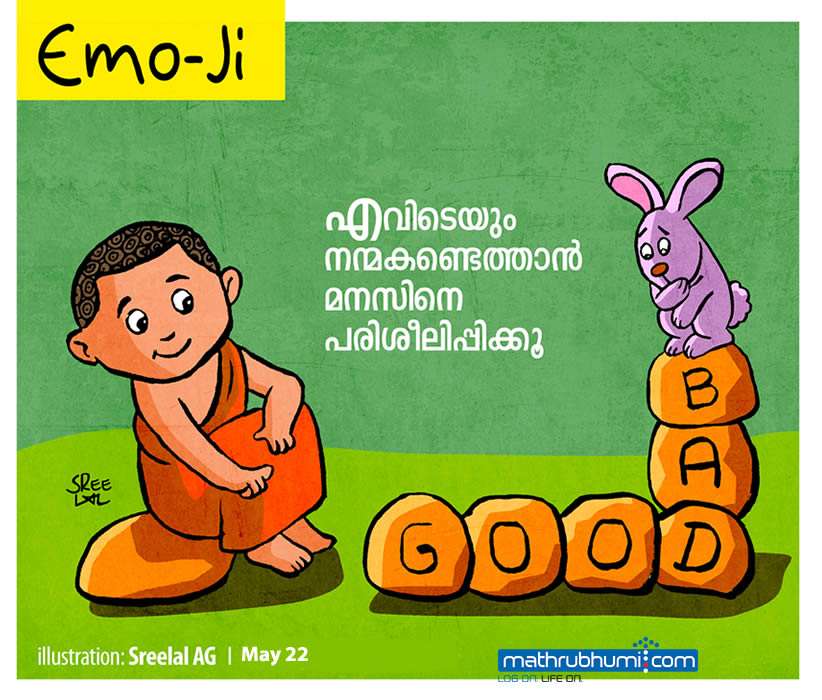 Emo-Ji
എവിടെയും
നന്മകണ്ടെത്താൻ
മനസിനെ
പരിശീലിപ്പിക്കൂ
B
A
GOOD
SREE
LAL
illustration: Sreelal AG | May 22
mathrubhumi.com
LOG ON. LIFE ON.